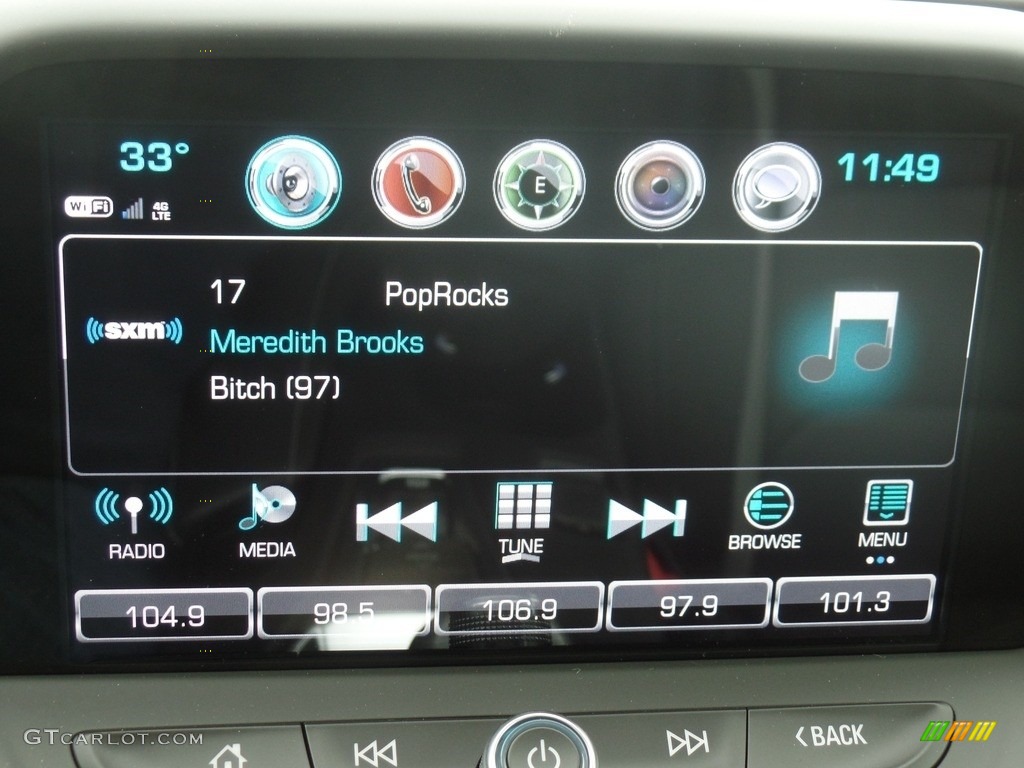 33° 11:49
E
WiFi 4G LTE
17 PopRocks
sxm
Meredith Brooks
Bitch (97)
RADIO MEDIA TUNE BROWSE MENU
104.9 98.5 106.9 97.9 101.3
<BACK
GTCARLOT.COM